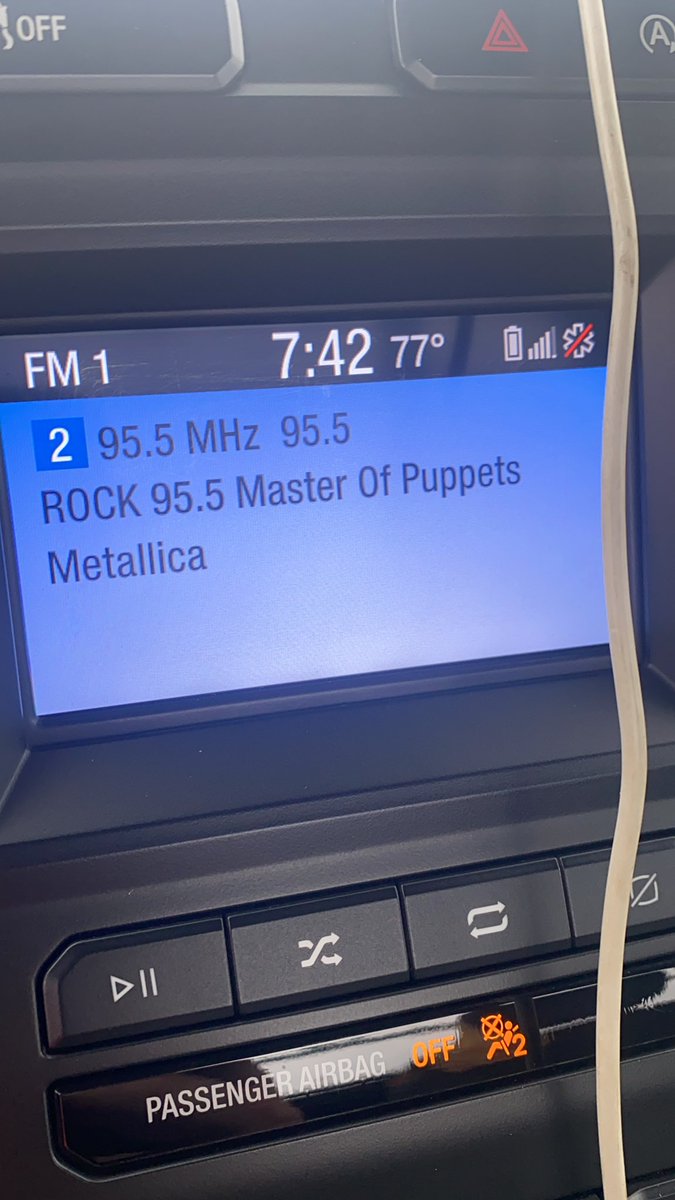 OFF
A
FM 1 7:42 77°
2 95.5 MHz 95.5
ROCK 95.5 Master Of Puppets
Metallica
PASSENGER AIRBAG OFF 2